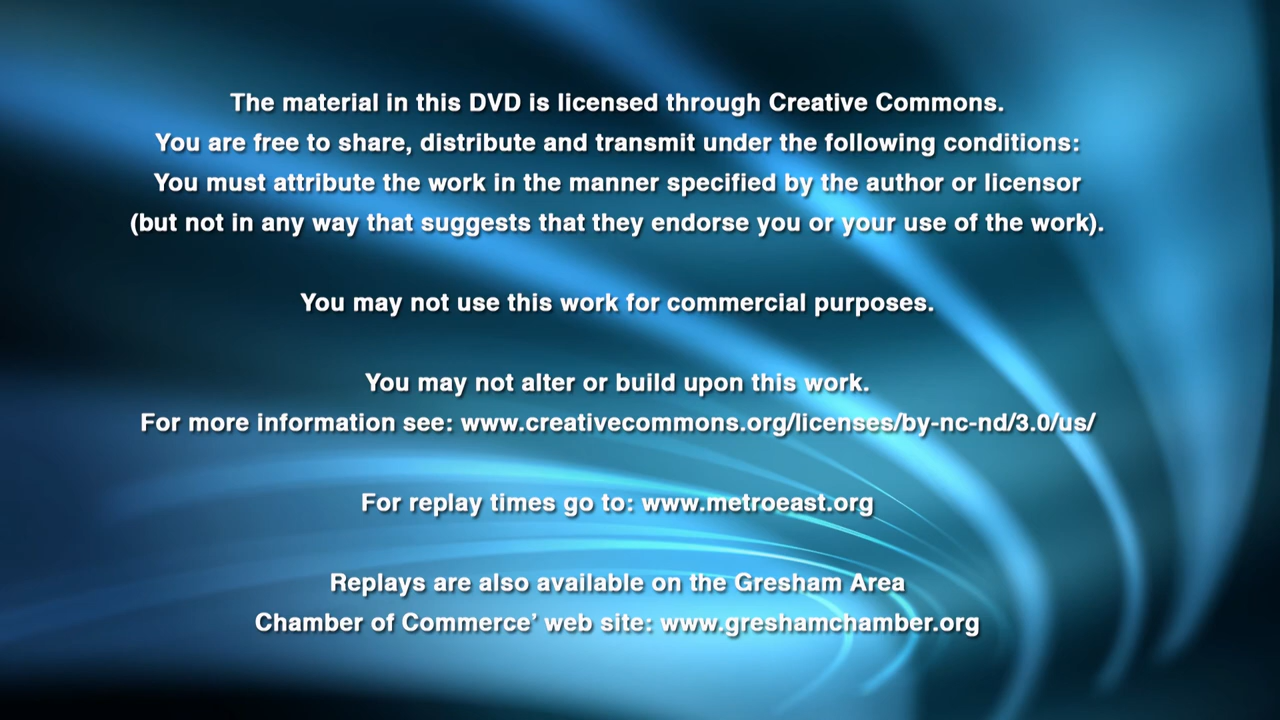 The material in this DVD is licensed through Creative Commons.
You are free to share, distribute and transmit under the following conditions:
You must attribute the work in the manner specified by the author or licensor
(but not in any way that suggests that they endorse you or your use of the work).
You may not use this work for commercial purposes.
You may not alter or build upon this work.
For more information see: www.creativecommons.org/licenses/by-nc-nd/3.0/us/
For replay times go to: www.metroeast.org
Replays are also available on the Gresham Area
Chamber of Commerce’ web site: www.greshamchamber.org